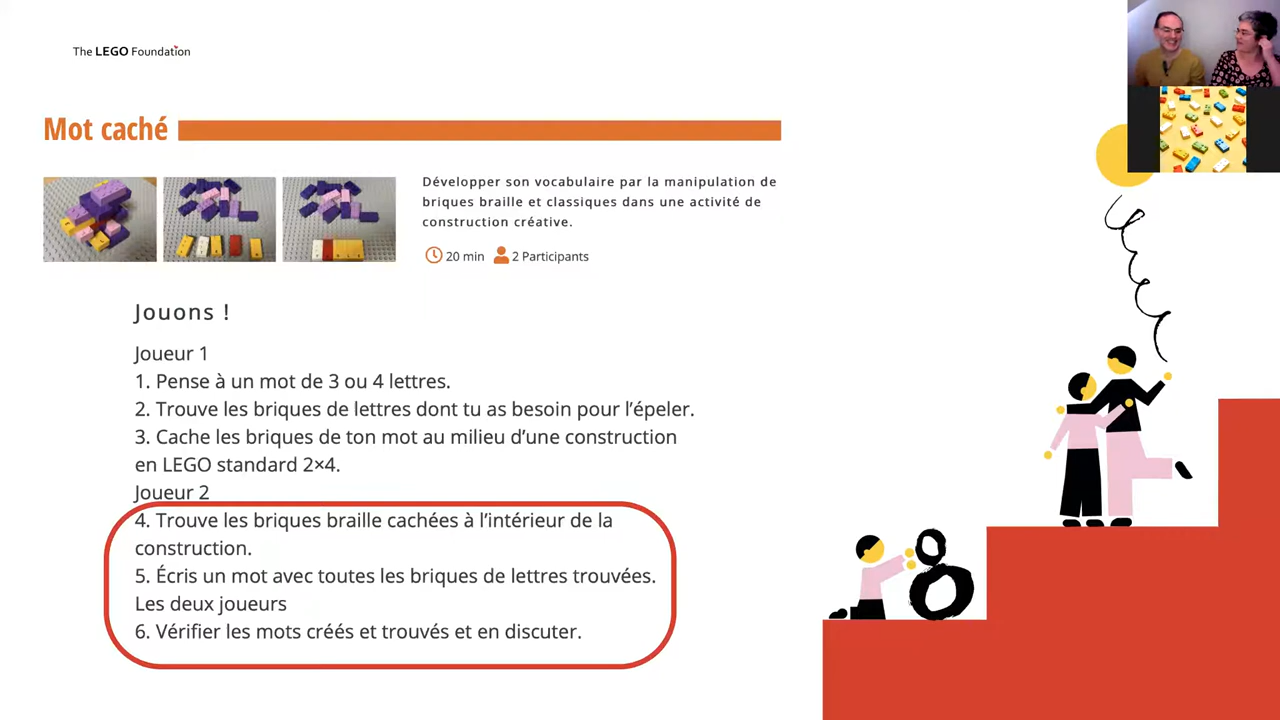 The LEGO Foundation
Mot caché
Développer son vocabulaire par la manipulation de
briques braille et classiques dans une activité de
construction créative.
20 min 2 Participants
Jouons !
Joueur 1
1. Pense à un mot de 3 ou 4 lettres.
2. Trouve les briques de lettres dont tu as besoin pour l’épeler.
3. Cache les briques de ton mot au milieu d’une construction
en LEGO standard 2×4.
Joueur 2
4. Trouve les briques braille cachées à l’intérieur de la
construction.
5. Écris un mot avec toutes les briques de lettres trouvées.
Les deux joueurs
6. Vérifier les mots créés et trouvés et en discuter.